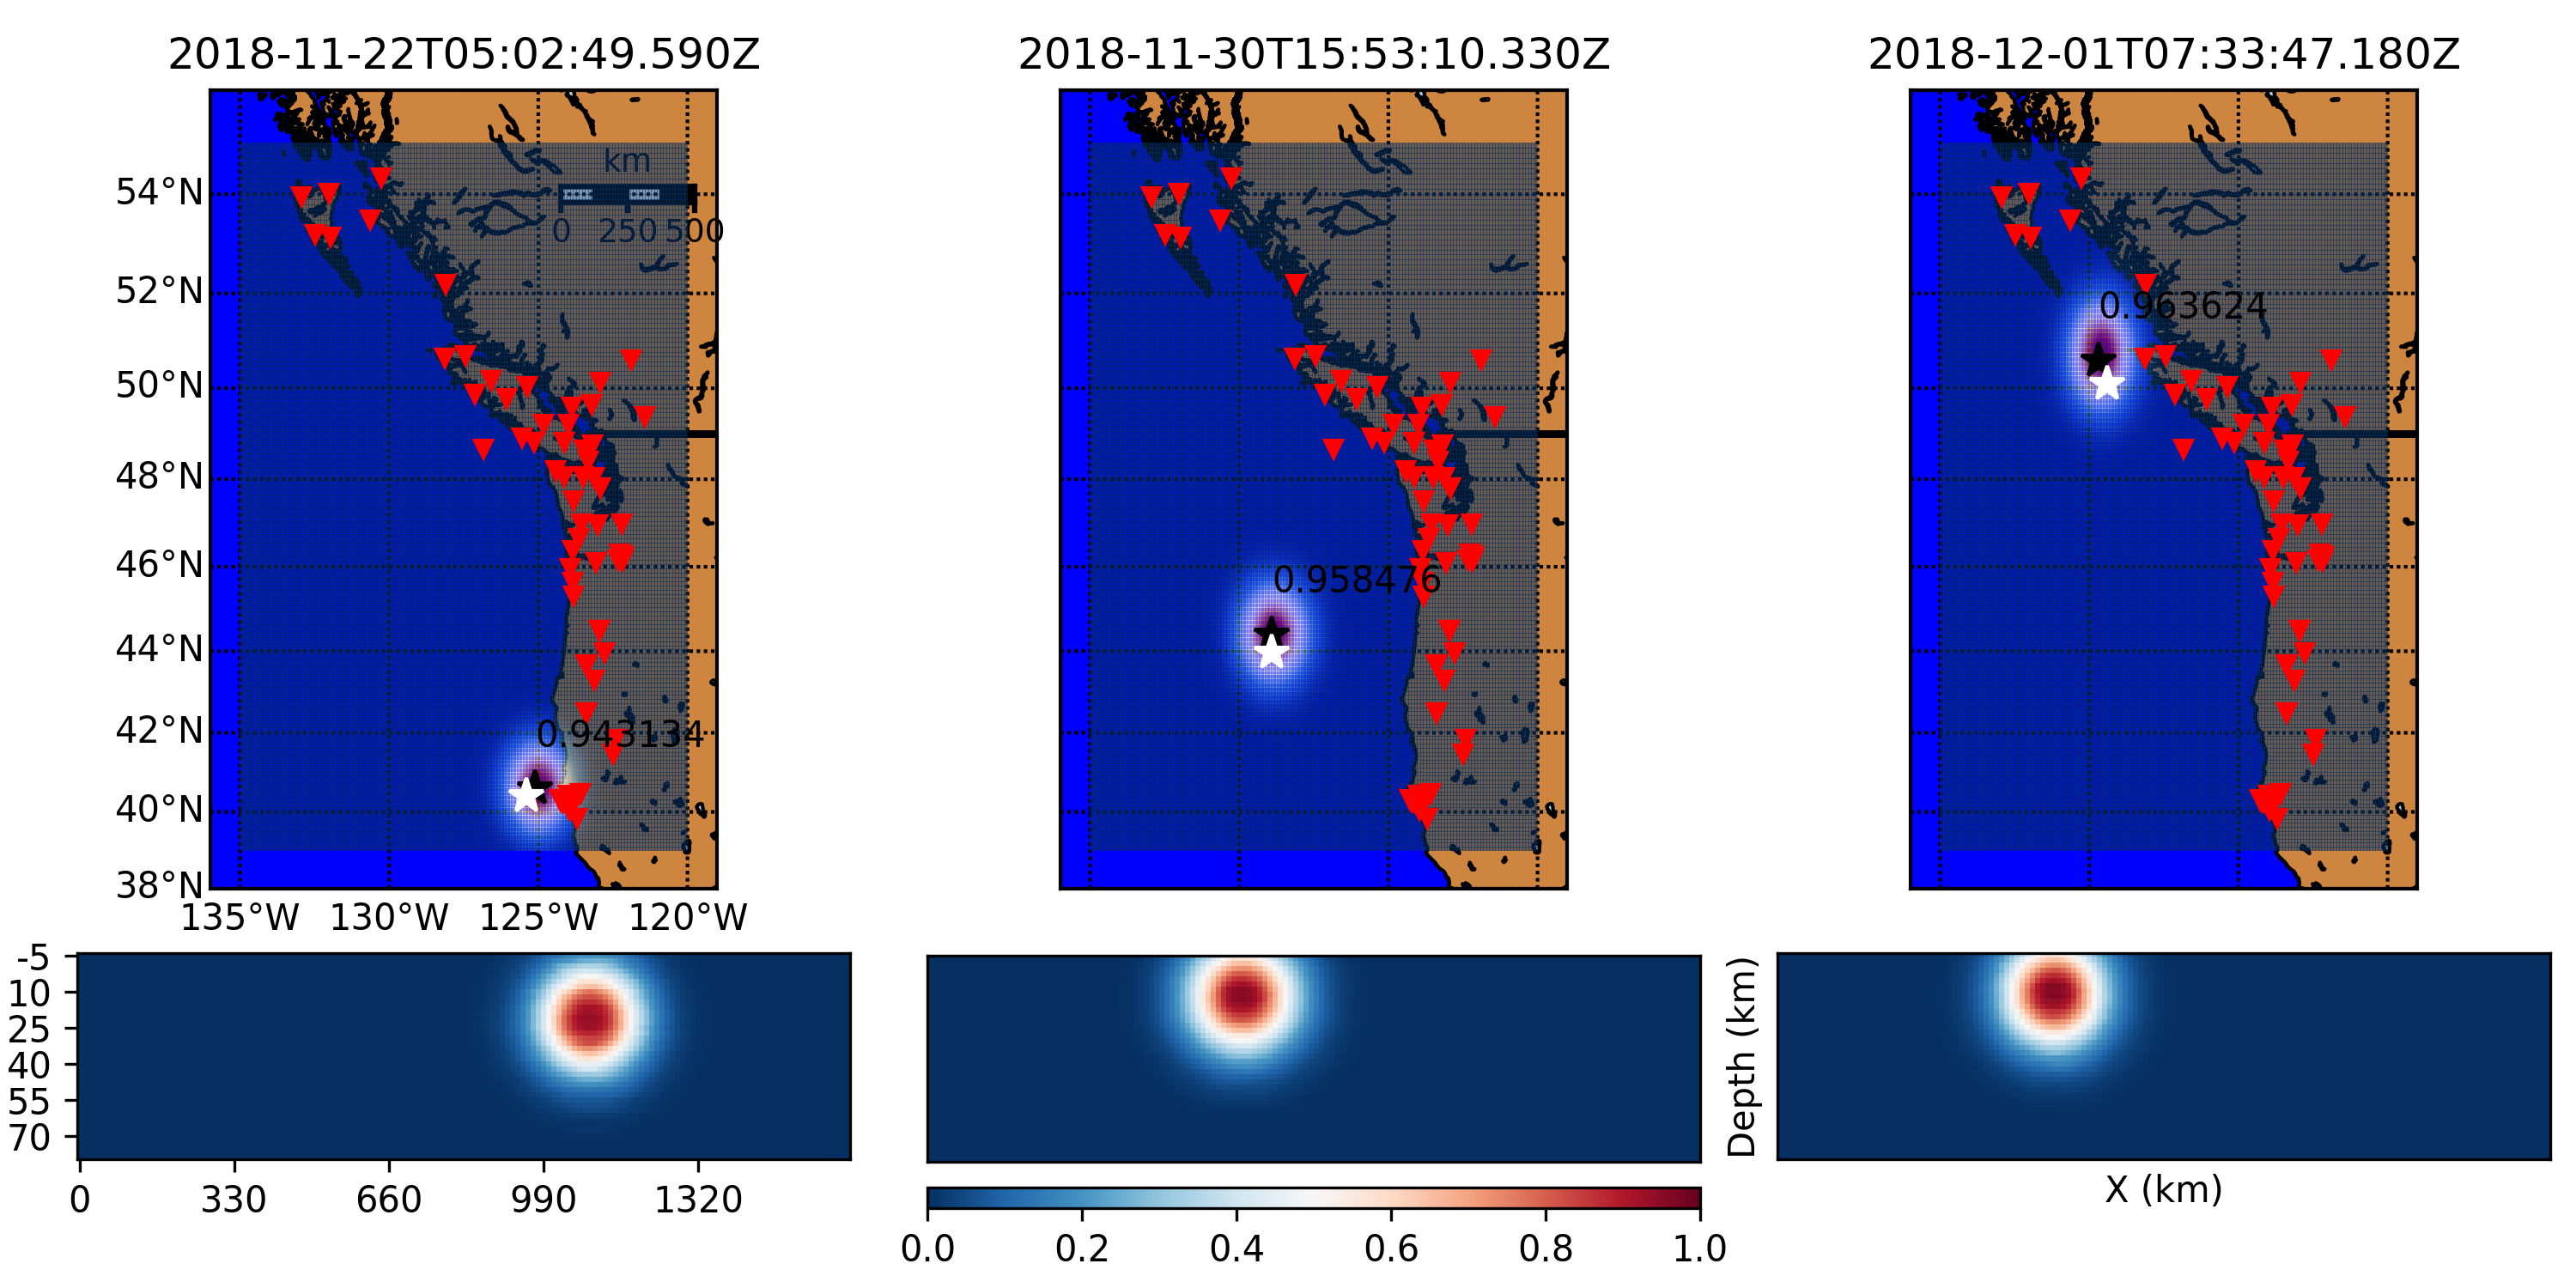 2018-11-22T05:02:49.590Z
2018-11-30T15:53:10.330Z
2018-12-01T07:33:47.180Z
km
0 250 500
54°N
52°N
50°N
48°N
46°N
44°N
42°N
40°N
38°N
135°W 130°W 125°W 120°W
0.943134
0.958476
0.963624
-5
10
25
40
55
70
0 330 660 990 1320
0.0 0.2 0.4 0.6 0.8 1.0
Depth (km)
X (km)